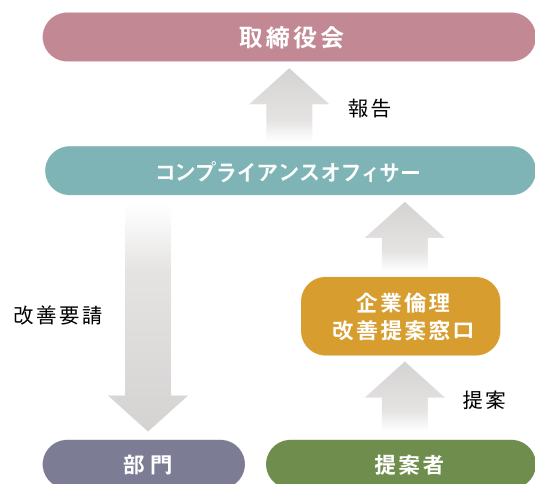 取締役会
報告
コンプライアンスオフィサー
企業倫理
改善提案窓口
改善要請
提案
部門
提案者